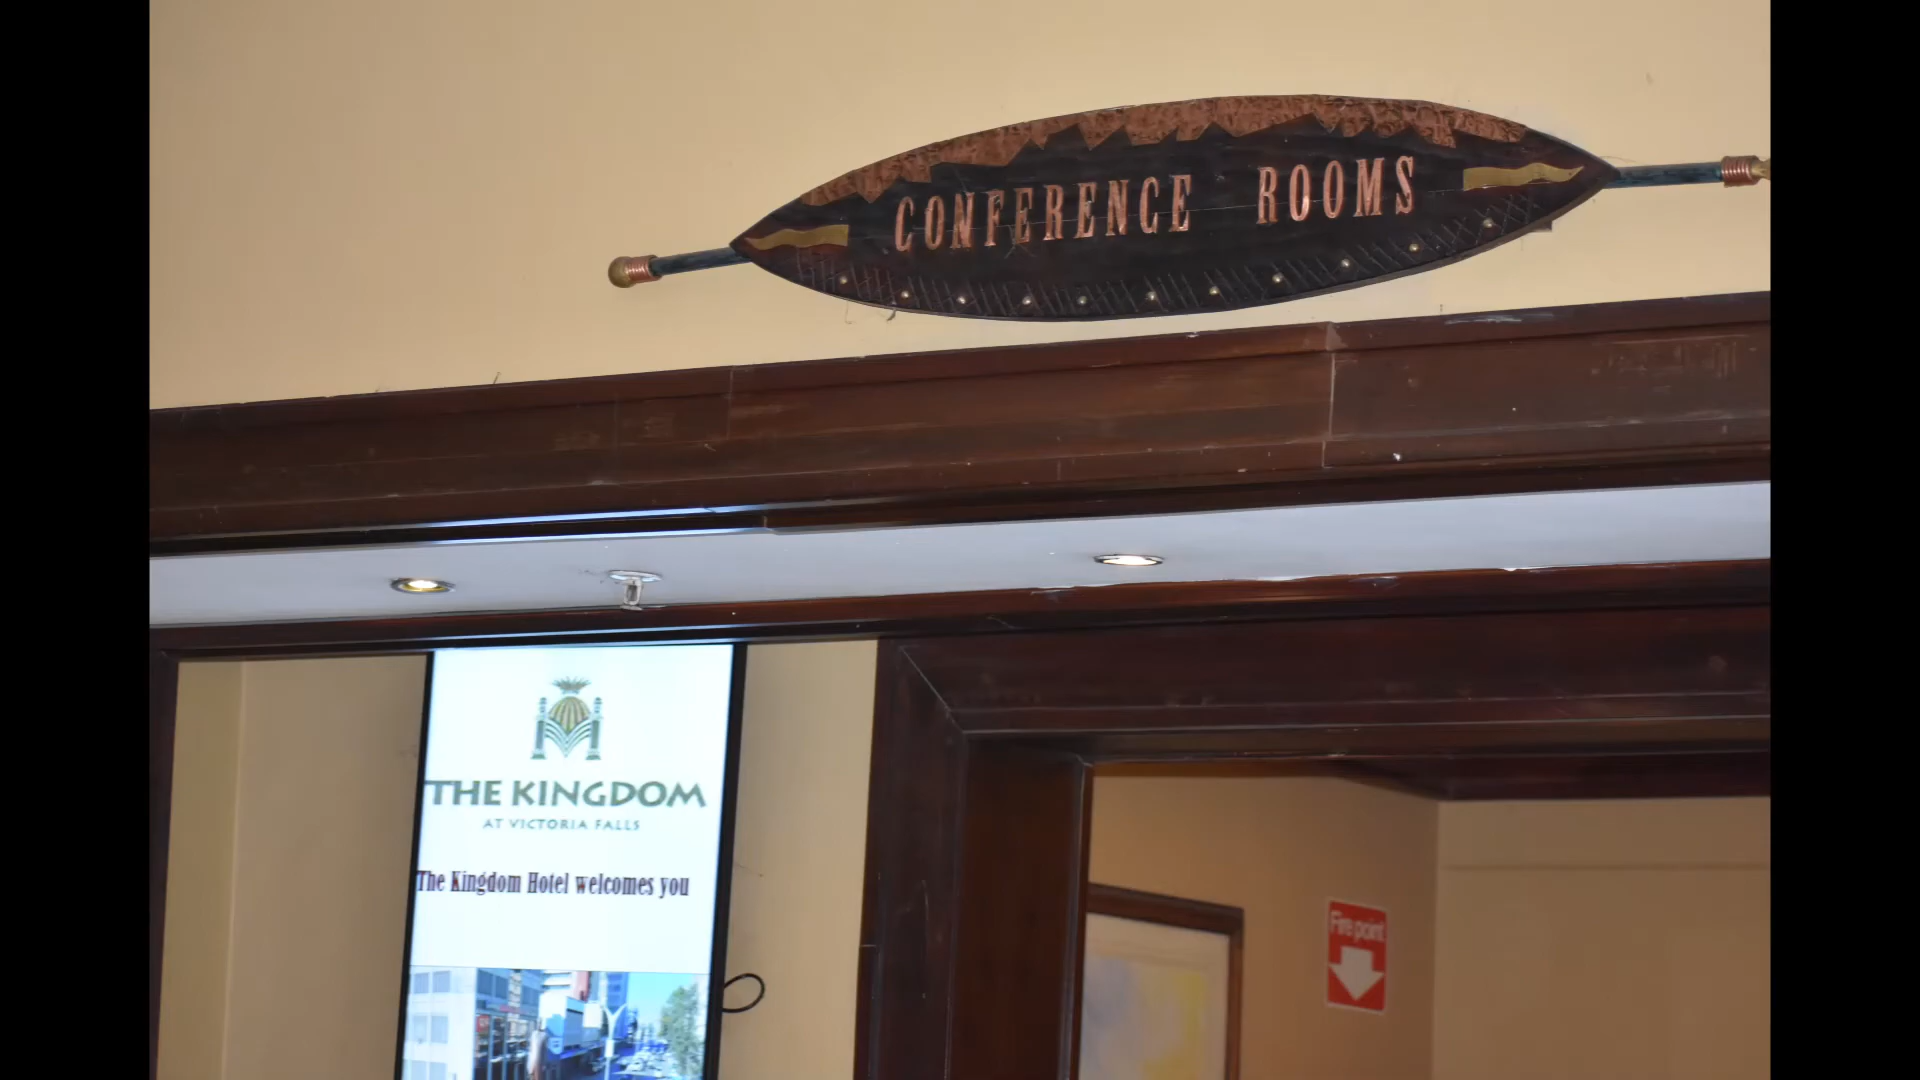 CONFERENCE ROOMS
THE KINGDOM
AT VICTORIA FALLS
The Kingdom Hotel welcomes you
Fire point